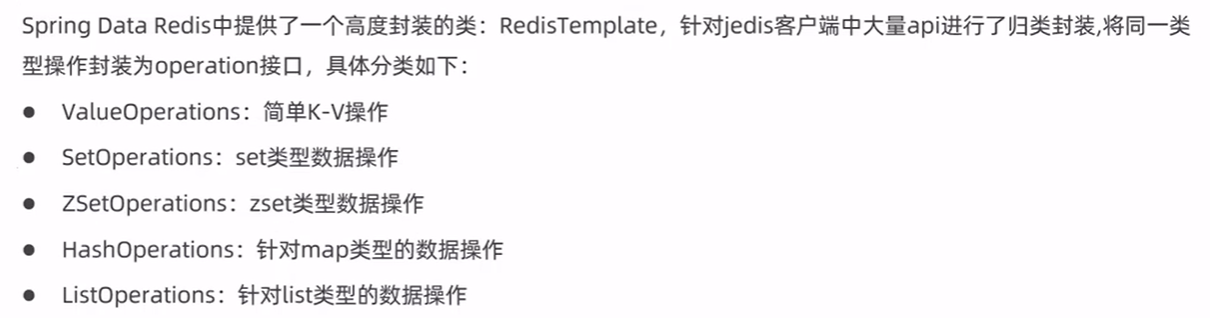 Spring Data Redis中提供了一个高度封装的类：RedisTemplate，针对jedis客户端中大量api进行了归类封装,将同一类
型操作封装为operation接口，具体分类如下：
● ValueOperations：简单K-V操作
● SetOperations：set类型数据操作
● ZSetOperations：zset类型数据操作
● HashOperations：针对map类型的数据操作
● ListOperations：针对list类型的数据操作